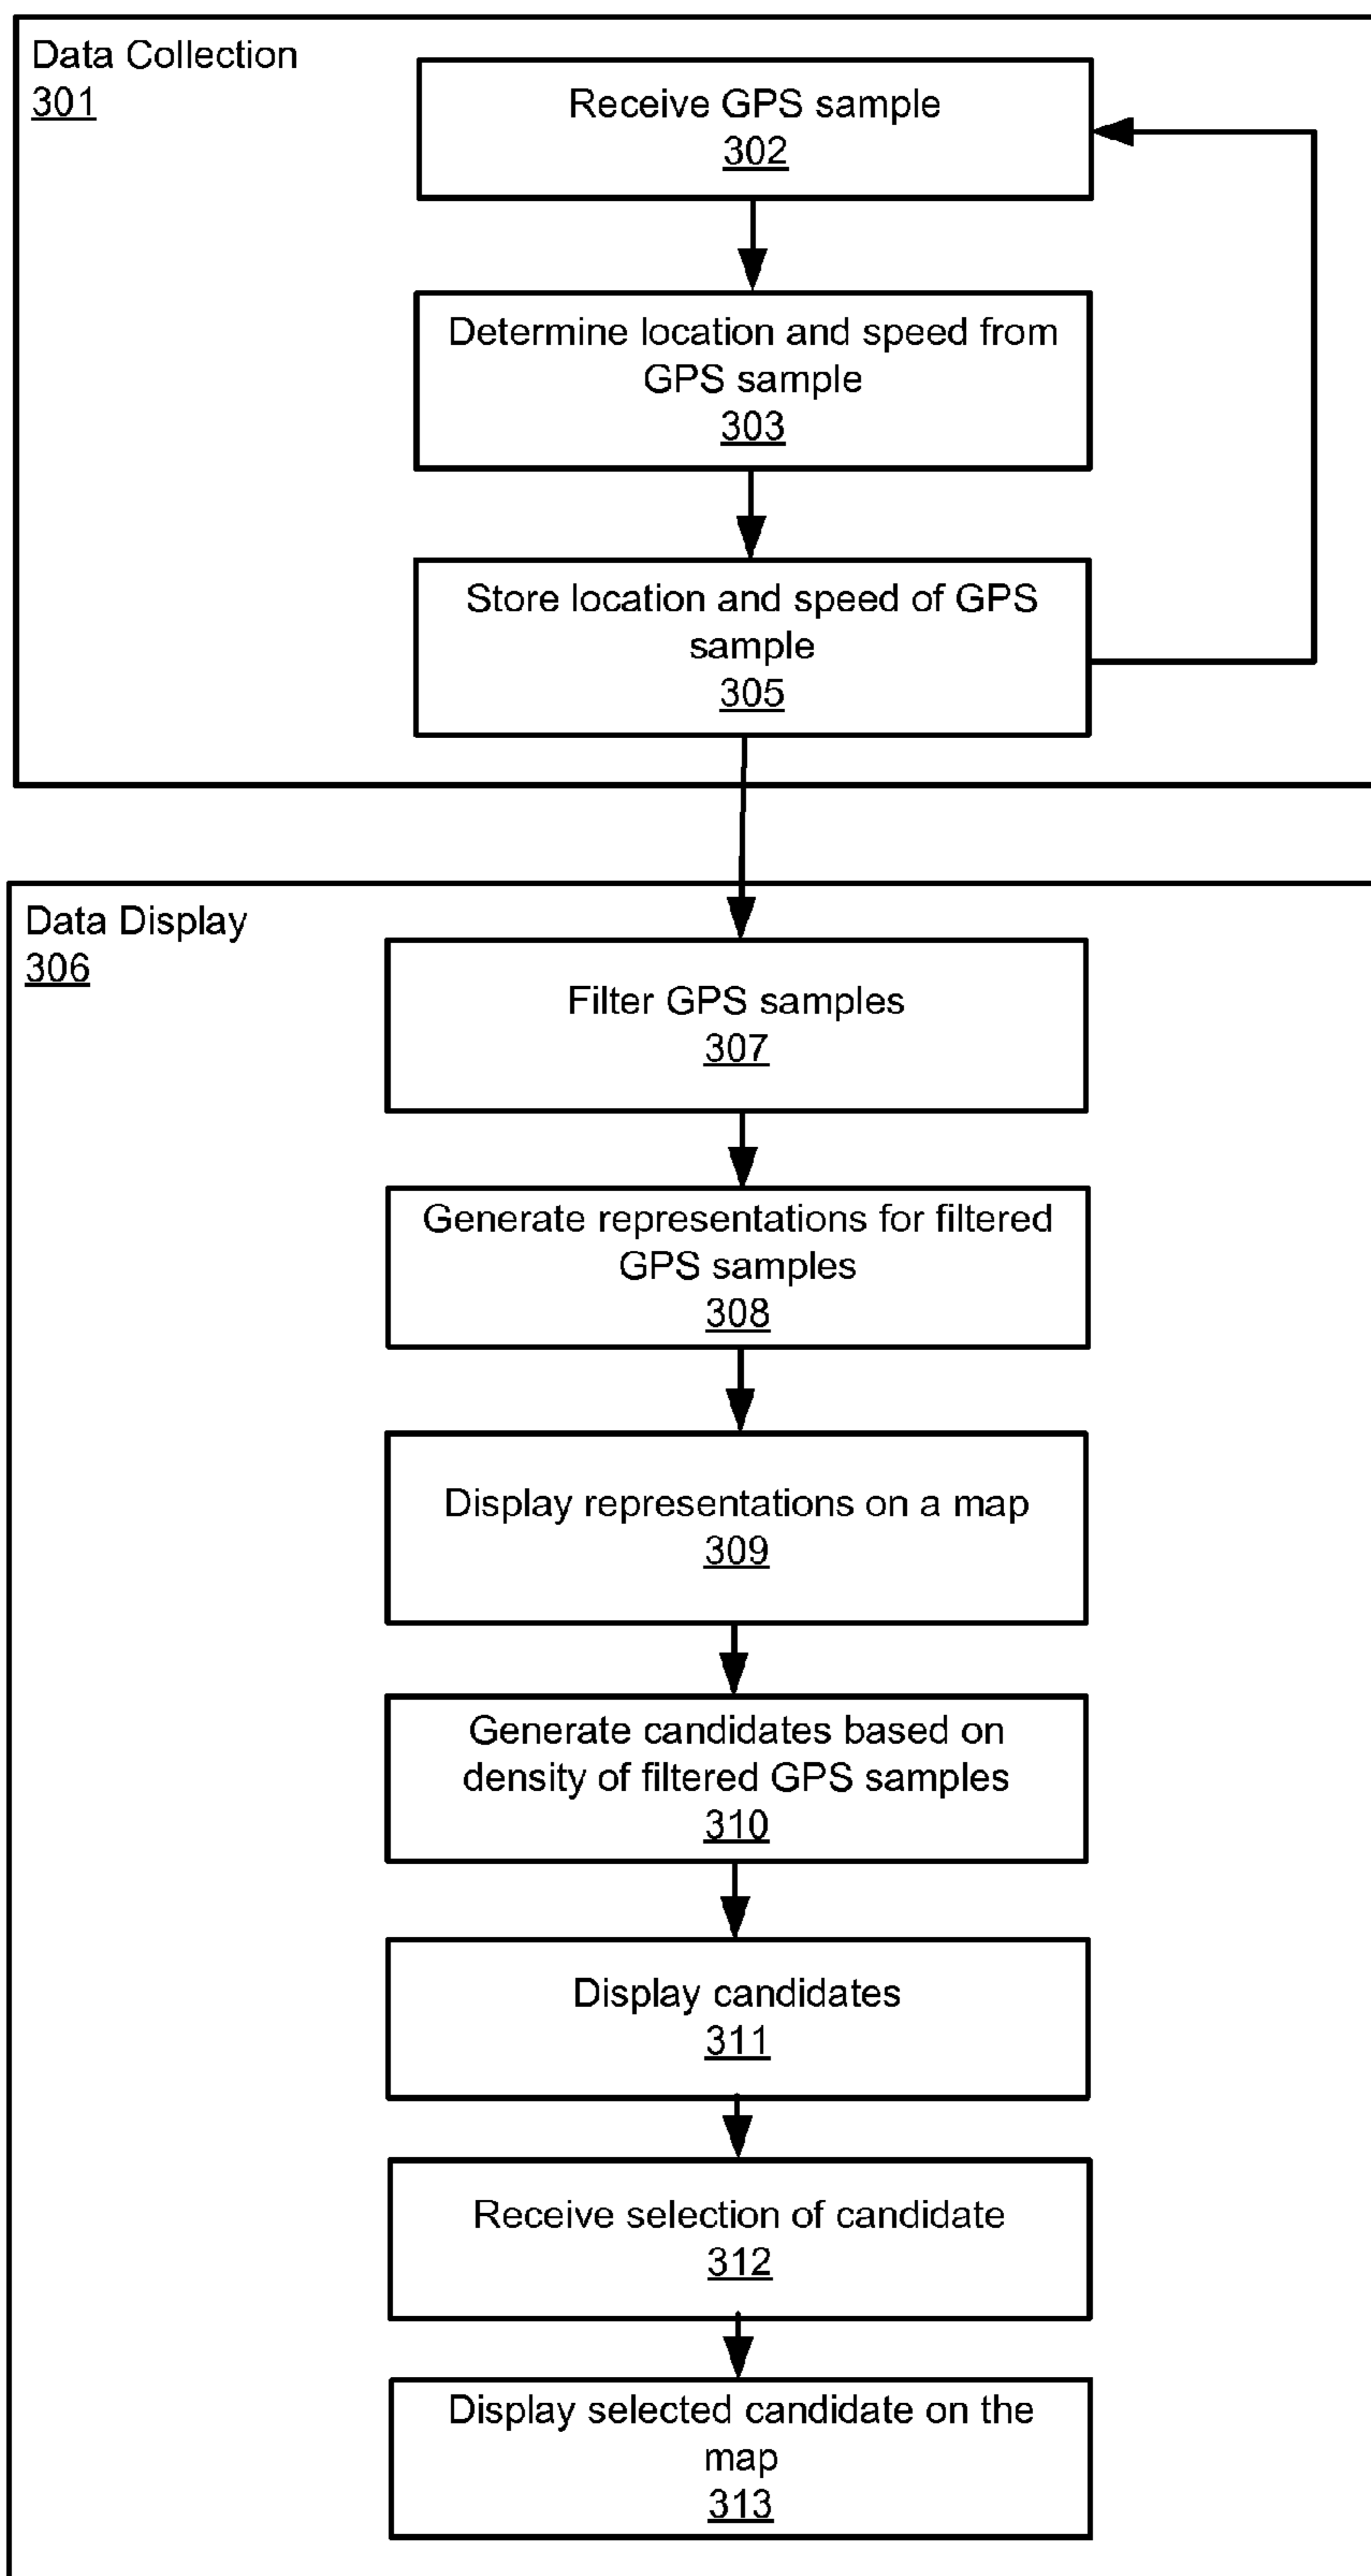 Data Collection
301
Receive GPS sample
302
Determine location and speed from
GPS sample
303
Store location and speed of GPS
sample
305
Data Display
306
Filter GPS samples
307
Generate representations for filtered
GPS samples
308
Display representations on a map
309
Generate candidates based on
density of filtered GPS samples
310
Display candidates
311
Receive selection of candidate
312
Display selected candidate on the
map
313